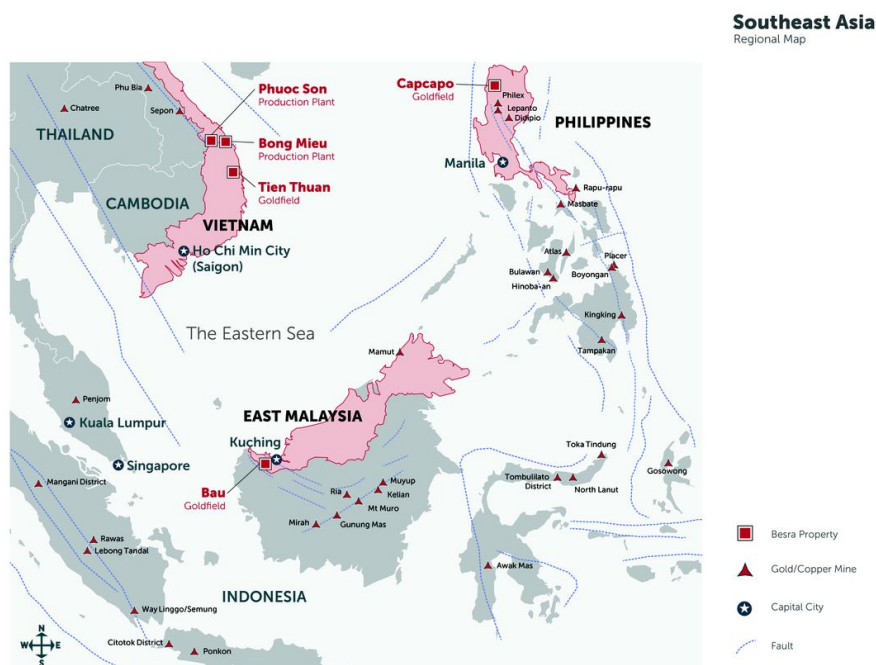 Southeast Asia
Regional Map
Phu Bia
Chatree
Sepon
THAILAND
Phuoc Son
Production Plant
Bong Mieu
Production Plant
Tien Thuan
Goldfield
CAMBODIA
VIETNAM
Ho Chi Min City
(Saigon)
Capcapo
Goldfield
Philex
Lepanto
Didipio
PHILIPPINES
Manila
Rapu-rapu
Masbate
Atlas
Placer
Bulawan
Boyongan
Hinoba-an
Kingking
Tampakan
The Eastern Sea
Mamut
Penjom
Kuala Lumpur
EAST MALAYSIA
Kuching
Singapore
Bau
Goldfield
Mangani District
Muyup
Ria
Kelian
Mt Muro
Mirah
Gunung Mas
Toka Tindung
Gosowong
Tombulilato
District
North Lanut
Rawas
Lebong Tandal
Awak Mas
INDONESIA
Way Linggo/Semung
Citotok District
Ponkon
N
W
E
S
Besra Property
Gold/Copper Mine
Capital City
Fault